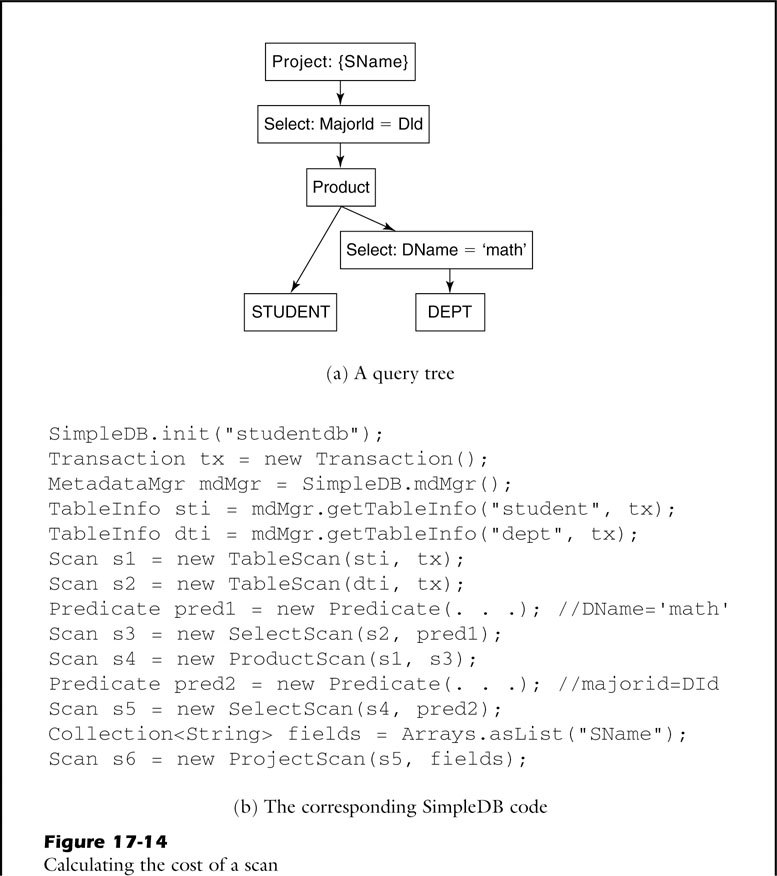 Project: {SName}
Select: MajorId = DId
Product
Select: DName = ‘math’
STUDENT
DEPT
(a) A query tree
SimpleDB.init("studentdb");
Transaction tx = new Transaction();
MetadataMgr mdMgr = SimpleDB.mdMgr();
TableInfo sti = mdMgr.getTableInfo("student", tx);
TableInfo dti = mdMgr.getTableInfo("dept", tx);
Scan s1 = new TableScan(sti, tx);
Scan s2 = new TableScan(dti, tx);
Predicate pred1 = new Predicate(. . .); //DName='math'
Scan s3 = new SelectScan(s2, pred1);
Scan s4 = new ProductScan(s1, s3);
Predicate pred2 = new Predicate(. . .); //majorid=DId
Scan s5 = new SelectScan(s4, pred2);
Collection<String> fields = Arrays.asList("SName");
Scan s6 = new ProjectScan(s5, fields);
(b) The corresponding SimpleDB code
Figure 17-14
Calculating the cost of a scan